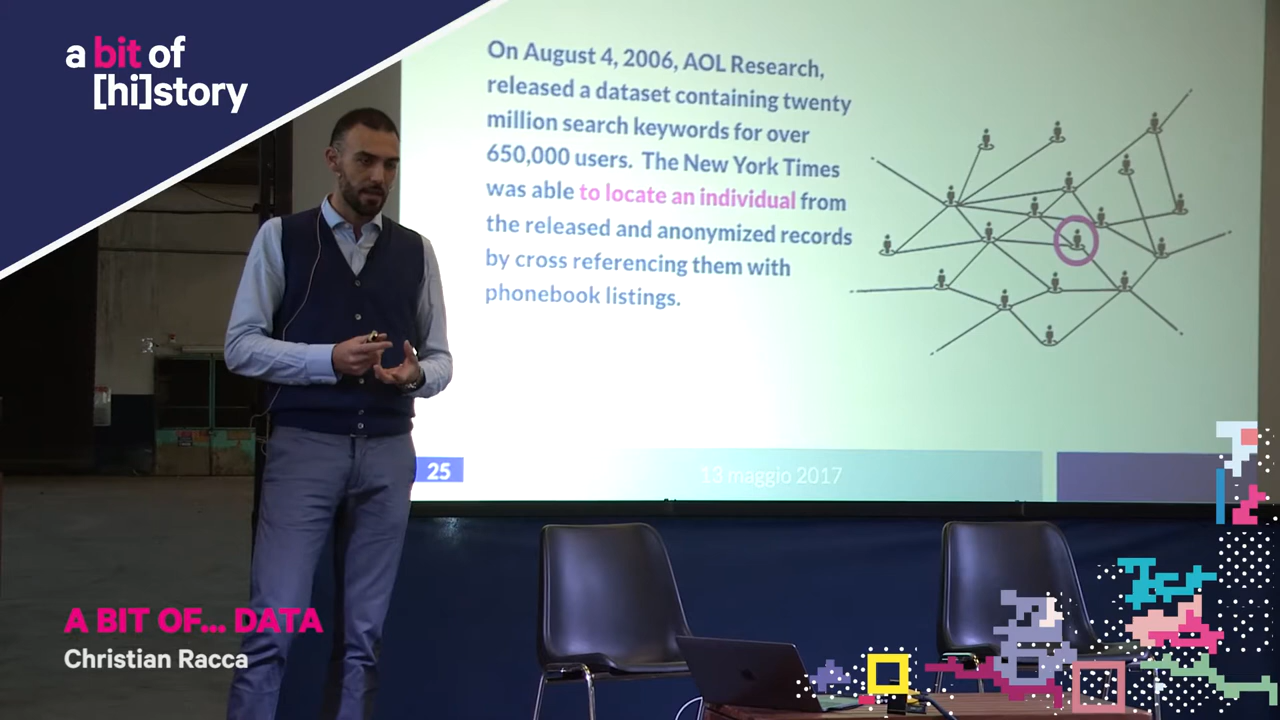 a bit of
[hi]story
On August 4, 2006, AOL Research,
released a dataset containing twenty
million search keywords for over
650,000 users. The New York Times
was able to locate an individual from
the released and anonymized records
by cross referencing them with
phonebook listings.
25
13 maggio 2017
A BIT OF... DATA
Christian Racca